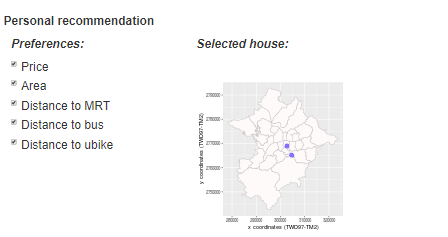 Personal recommendation
Preferences:
Selected house:
Price
Area
Distance to MRT
Distance to bus
Distance to ubike
y coordinates (TWD97-TM2)
x coordinates (TWD97-TM2)